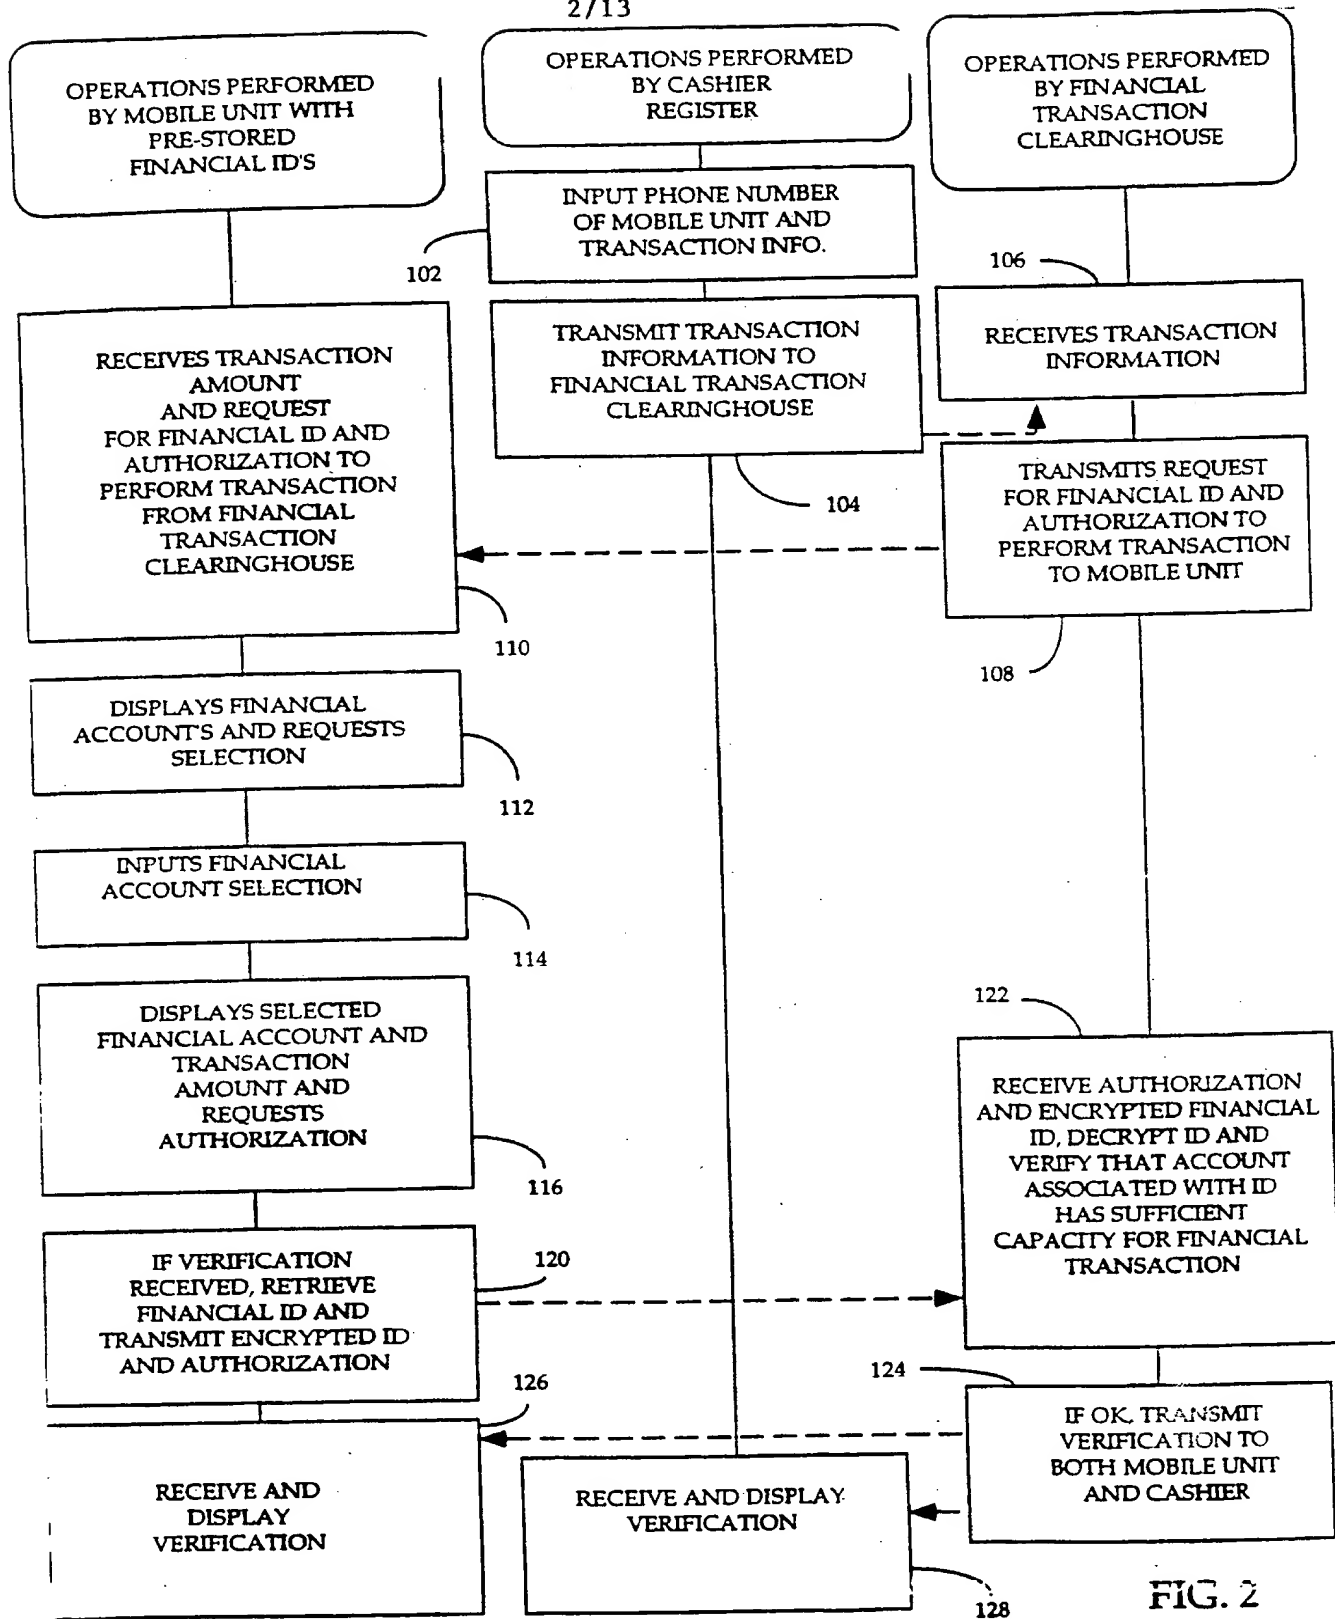 2/13
OPERATIONS PERFORMED
BY MOBILE UNIT WITH
PRE-STORED
FINANCIAL ID'S
OPERATIONS PERFORMED
BY CASHIER
REGISTER
OPERATIONS PERFORMED
BY FINANCIAL
TRANSACTION
CLEARINGHOUSE
INPUT PHONE NUMBER
OF MOBILE UNIT AND
TRANSACTION INFO.
102
TRANSMIT TRANSACTION
INFORMATION TO
FINANCIAL TRANSACTION
CLEARINGHOUSE
104
106
RECEIVES TRANSACTION
INFORMATION
TRANSMITS REQUEST
FOR FINANCIAL ID AND
AUTHORIZATION TO
PERFORM TRANSACTION
TO MOBILE UNIT
108
RECEIVES TRANSACTION
AMOUNT
AND REQUEST
FOR FINANCIAL ID AND
AUTHORIZATION TO
PERFORM TRANSACTION
FROM FINANCIAL
TRANSACTION
CLEARINGHOUSE
110
DISPLAYS FINANCIAL
ACCOUNT'S AND REQUESTS
SELECTION
112
INPUTS FINANCIAL
ACCOUNT SELECTION
114
DISPLAYS SELECTED
FINANCIAL ACCOUNT AND
TRANSACTION
AMOUNT AND
REQUESTS
AUTHORIZATION
116
IF VERIFICATION
RECEIVED, RETRIEVE
FINANCIAL ID AND
TRANSMIT ENCRYPTED ID
AND AUTHORIZATION
120
122
RECEIVE AUTHORIZATION
AND ENCRYPTED FINANCIAL
ID, DECRYPT ID AND
VERIFY THAT ACCOUNT
ASSOCIATED WITH ID
HAS SUFFICIENT
CAPACITY FOR FINANCIAL
TRANSACTION
124
IF OK, TRANSMIT
VERIFICATION TO
BOTH MOBILE UNIT
AND CASHIER
126
RECEIVE AND
DISPLAY
VERIFICATION
RECEIVE AND DISPLAY
VERIFICATION
128
FIG. 2